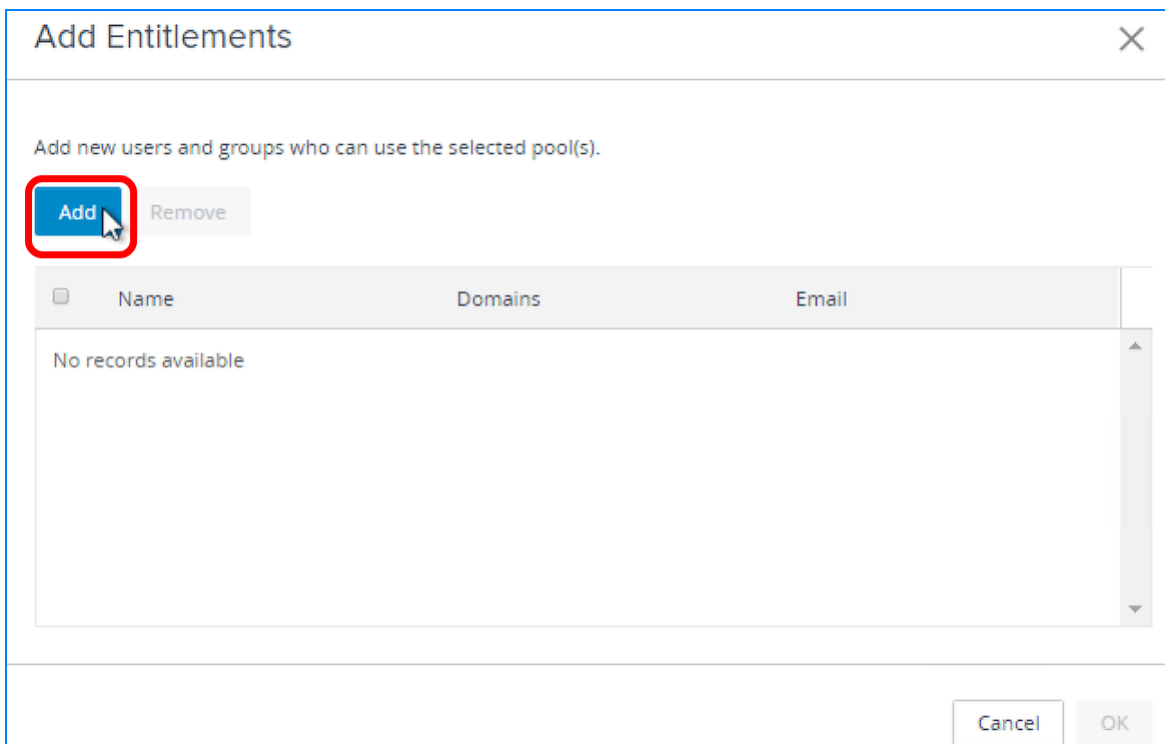 Add Entitlements
Add new users and groups who can use the selected pool(s).
Add Remove
Name Domains Email
No records available
Cancel OK